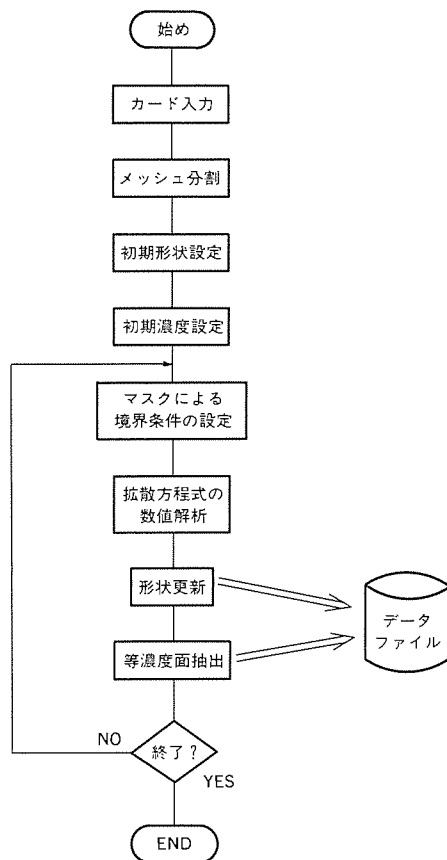 始め
カード入力
メッシュ分割
初期形状設定
初期濃度設定
マスクによる
境界条件の設定
拡散方程式の
数値解析
形状更新
データ
ファイル
等濃度面抽出
NO
終了?
YES
END